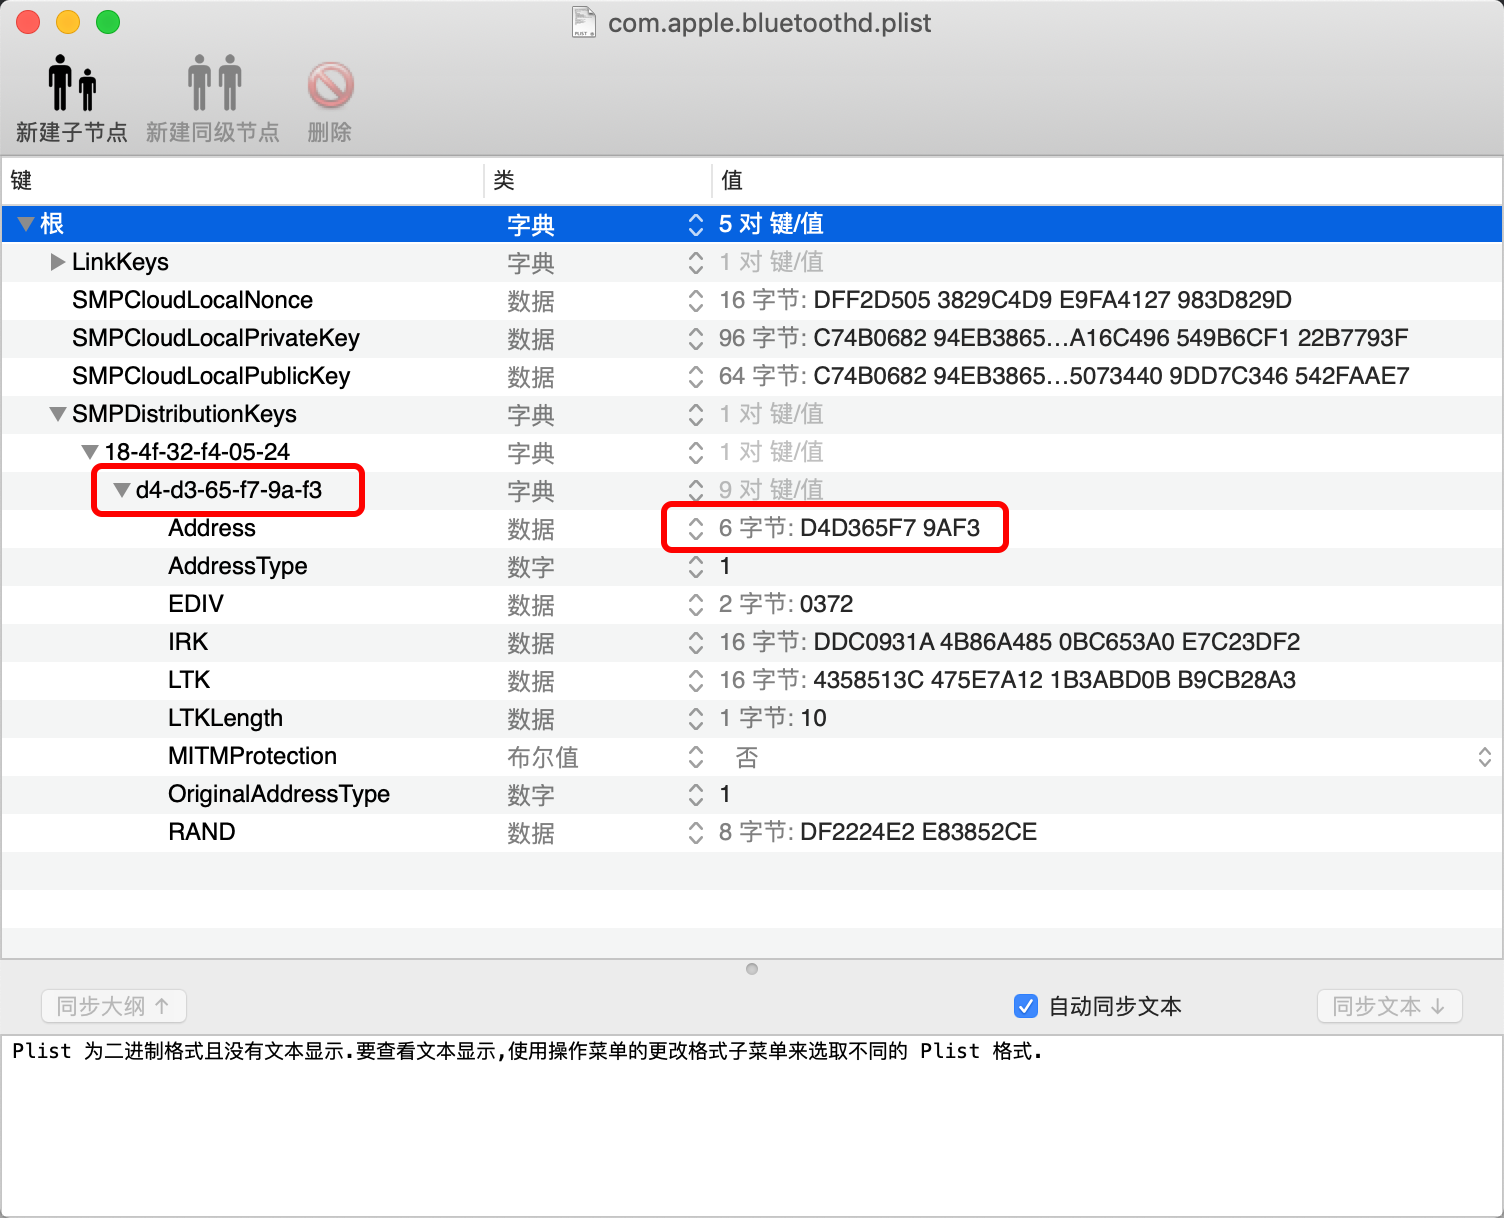 com.apple.bluetoothd.plist
新建子节点 新建同级节点 删除
键 类 值
根 字典 5 对 键/值
LinkKeys 字典 1 对 键/值
SMPCloudLocalNonce 数据 16 字节: DFF2D505 3829C4D9 E9FA4127 983D829D
SMPCloudLocalPrivateKey 数据 96 字节: C74B0682 94EB3865…A16C496 549B6CF1 22B7793F
SMPCloudLocalPublicKey 数据 64 字节: C74B0682 94EB3865…5073440 9DD7C346 542FAAE7
SMPDistributionKeys 字典 1 对 键/值
18-4f-32-f4-05-24 字典 1 对 键/值
d4-d3-65-f7-9a-f3 字典 9 对 键/值
Address 数据 6 字节: D4D365F7 9AF3
AddressType 数字 1
EDIV 数据 2 字节: 0372
IRK 数据 16 字节: DDC0931A 4B86A485 0BC653A0 E7C23DF2
LTK 数据 16 字节: 4358513C 475E7A12 1B3ABD0B B9CB28A3
LTKLength 数据 1 字节: 10
MITMProtection 布尔值 否
OriginalAddressType 数字 1
RAND 数据 8 字节: DF2224E2 E83852CE
同步大纲 ↑ 自动同步文本 同步文本 ↓
Plist 为二进制格式且没有文本显示.要查看文本显示,使用操作菜单的更改格式子菜单来选取不同的 Plist 格式.